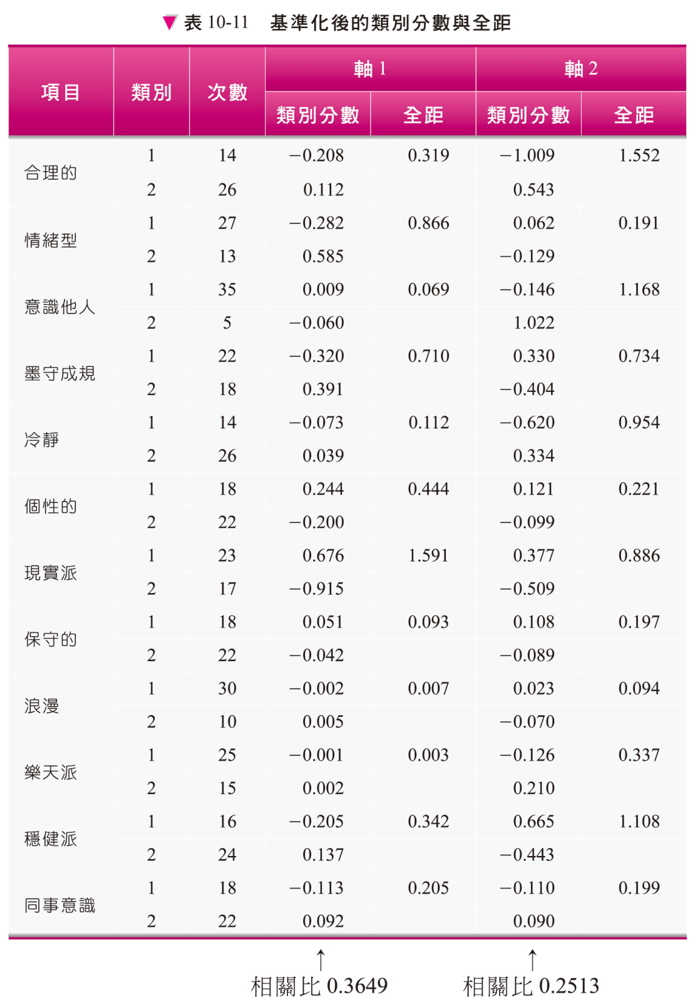 ▼ 表 10-11 基準化後的類別分數與全距
項目 類別 次數 軸 1 軸 2
類別分數 全距 類別分數 全距
合理的 1 14 −0.208 0.319 −1.009 1.552
2 26 0.112 0.543
情緒型 1 27 −0.282 0.866 0.062 0.191
2 13 0.585 −0.129
意識他人 1 35 0.009 0.069 −0.146 1.168
2 5 −0.060 1.022
墨守成規 1 22 −0.320 0.710 0.330 0.734
2 18 0.391 −0.404
冷靜 1 14 −0.073 0.112 −0.620 0.954
2 26 0.039 0.334
個性的 1 18 0.244 0.444 0.121 0.221
2 22 −0.200 −0.099
現實派 1 23 0.676 1.591 0.377 0.886
2 17 −0.915 −0.509
保守的 1 18 0.051 0.093 0.108 0.197
2 22 −0.042 −0.089
浪漫 1 30 −0.002 0.007 0.023 0.094
2 10 0.005 −0.070
樂天派 1 25 −0.001 0.003 −0.126 0.337
2 15 0.002 0.210
穩健派 1 16 −0.205 0.342 0.665 1.108
2 24 0.137 −0.443
同事意識 1 18 −0.113 0.205 −0.110 0.199
2 22 0.092 0.090
↑ ↑
相關比 0.3649 相關比 0.2513